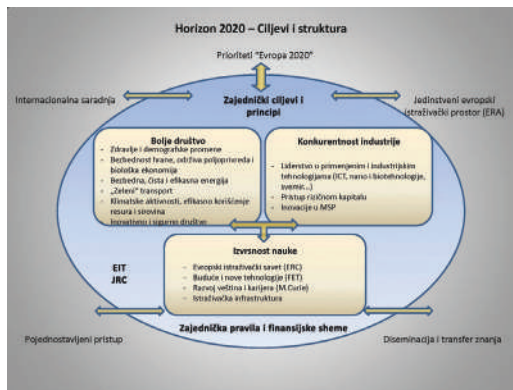 Horizon 2020 – Ciljevi i struktura
Prioriteti "Evropa 2020"
Internacionalna saradnja
Zajednički ciljevi i
principi
Jedinstveni evropski
istraživački prostor (ERA)
Bolje društvo
- Zdravlje i demografske promene
- Bezbednost hrane, održiva poljoprivreda i
biološka ekonomija
- Bezbedna, čista i efikasna energija
- „Zeleni" transport
- Klimatske aktivnosti, efikasno korišćenje
resursa i sirovina
- Inovativno i sigurno društvo
Konkurentnost industrije
- Liderstvo u primenjenim i industrijskim
tehnologijama (ICT, nano i biotehnologije,
svemir...)
- Pristup rizičnom kapitalu
- Inovacije u MSP
Izvrsnost nauke
- Evropski istraživački savet (ERC)
- Buduće i nove tehnologije (FET)
- Razvoj veština i karijera (M.Curie)
- Istraživačka infrastruktura
EIT
JRC
Zajednička pravila i finansijske sheme
Pojednostavljeni pristup
Diseminacija i transfer znanja